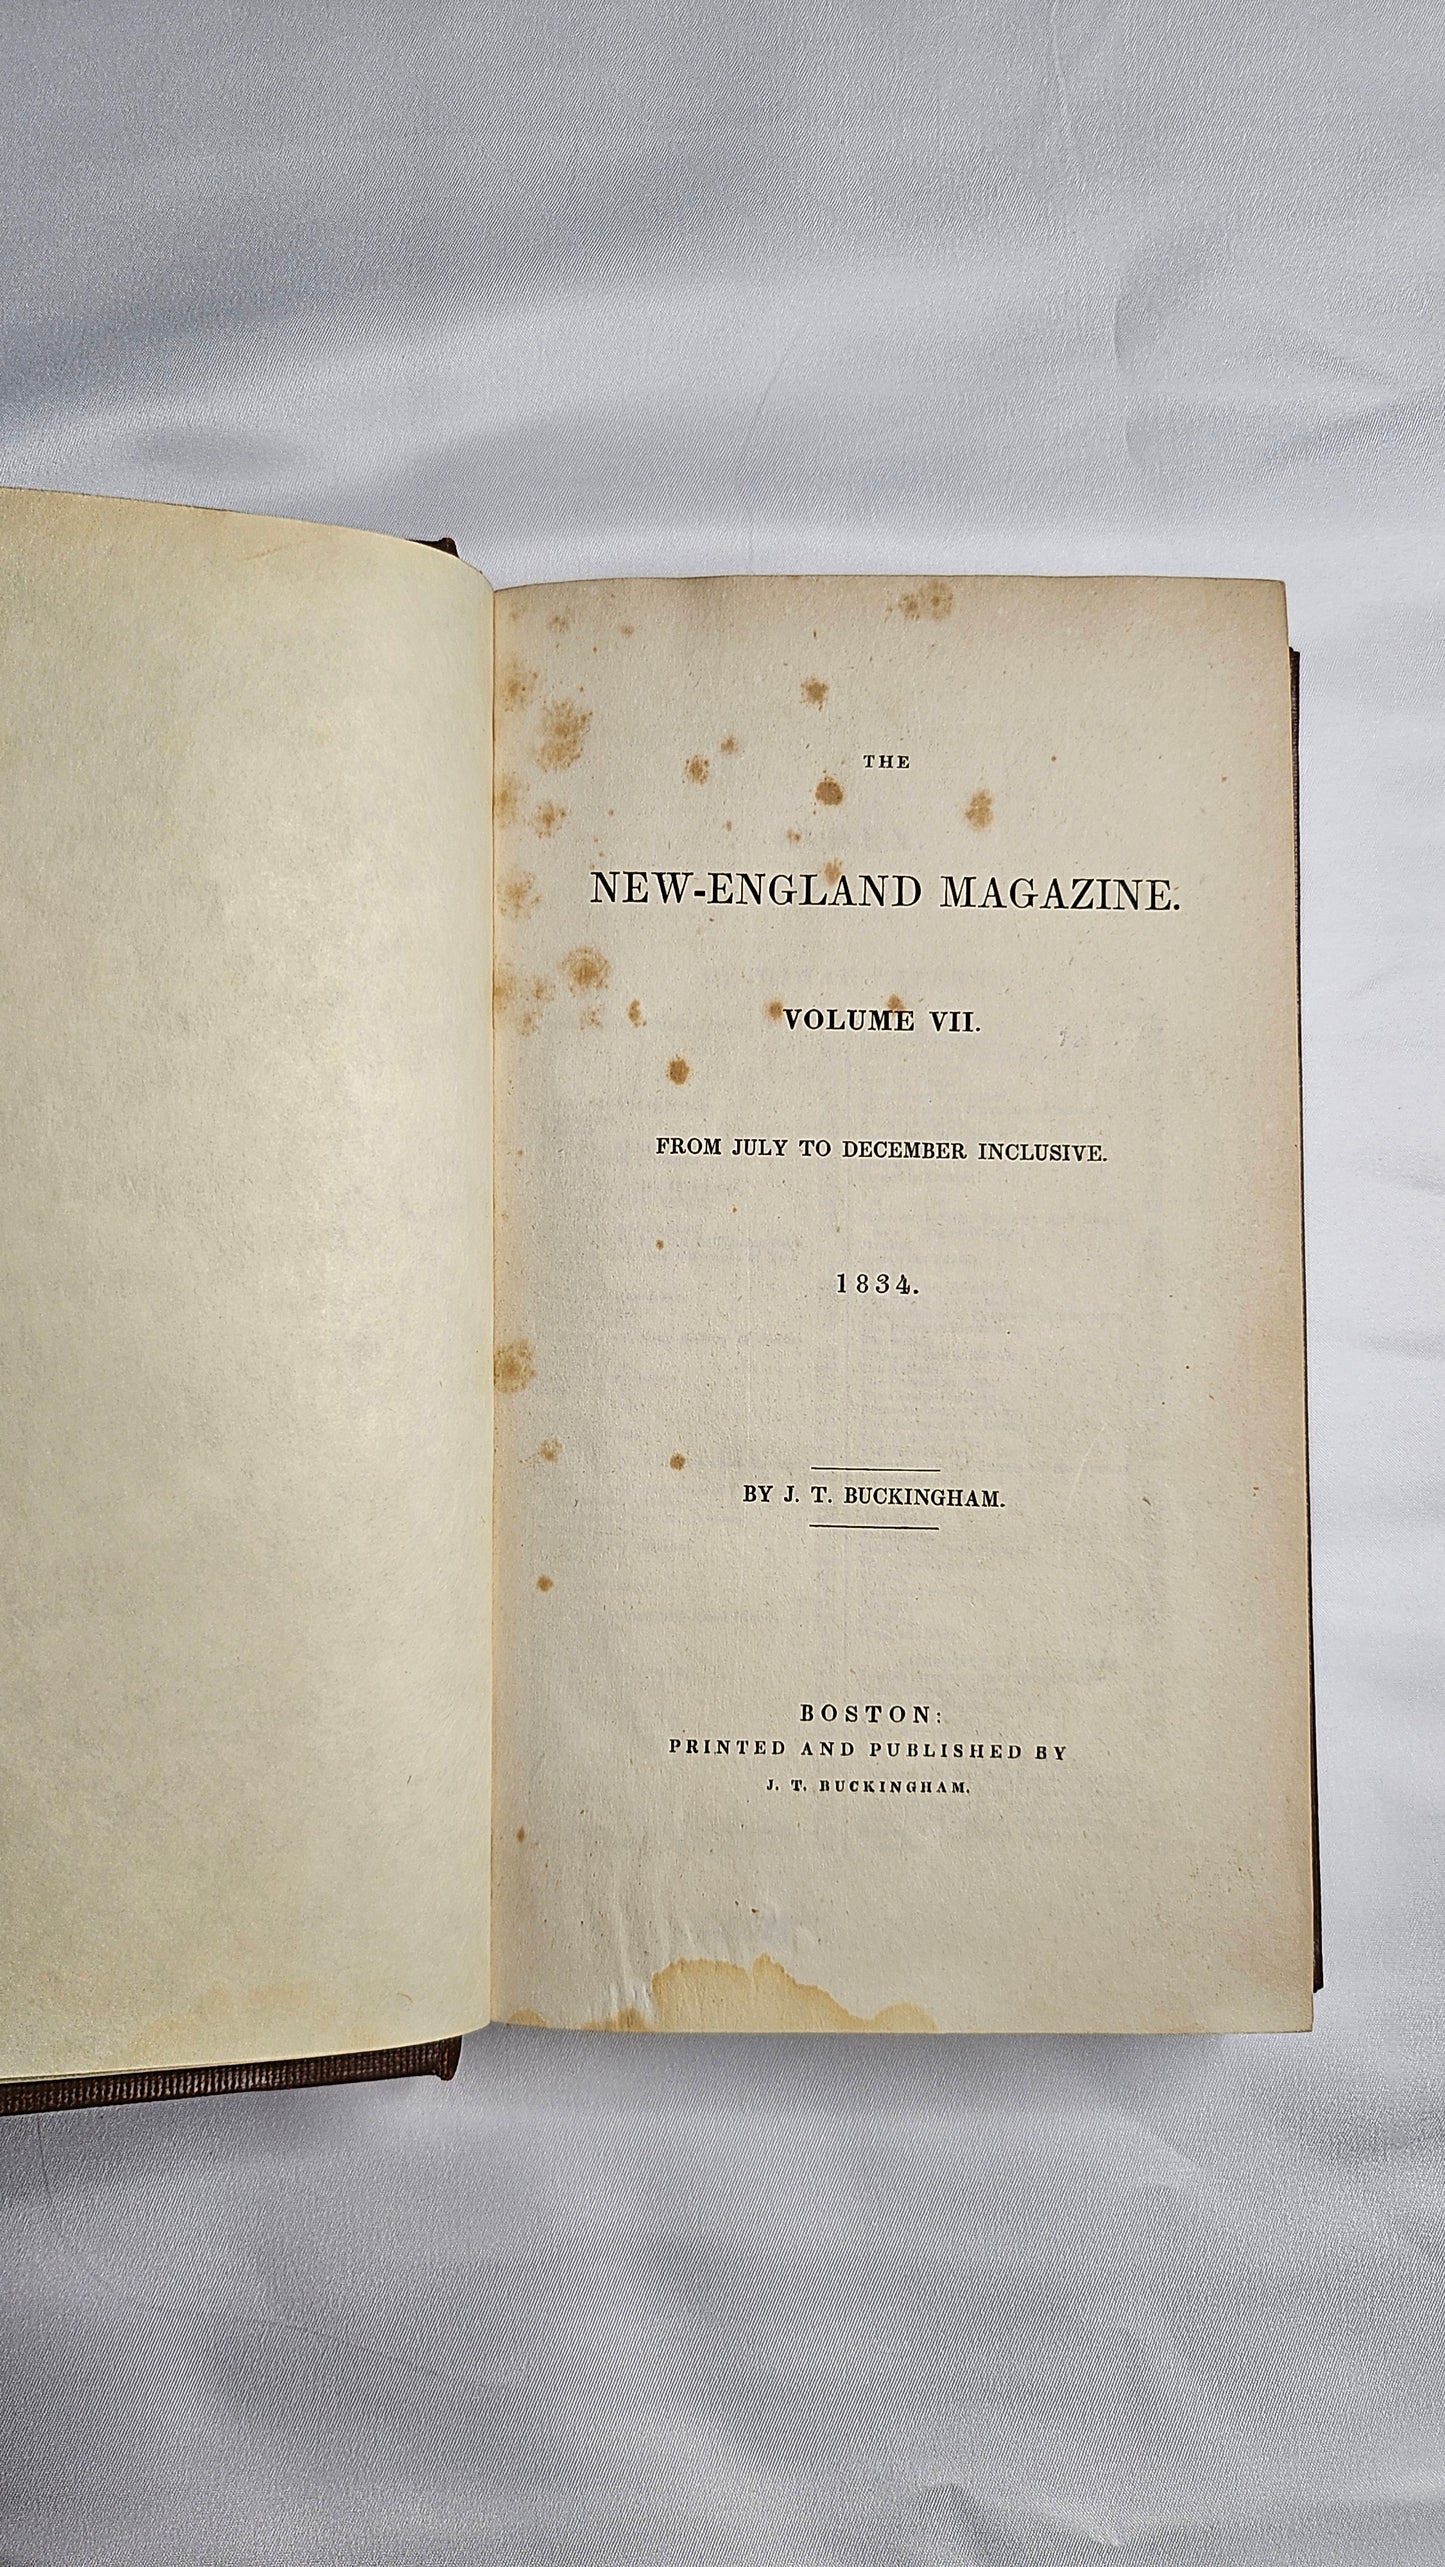 THE
NEW-ENGLAND MAGAZINE.
VOLUME VII.
FROM JULY TO DECEMBER INCLUSIVE.
1834.
BY J. T. BUCKINGHAM.
BOSTON:
PRINTED AND PUBLISHED BY
J. T. BUCKINGHAM.